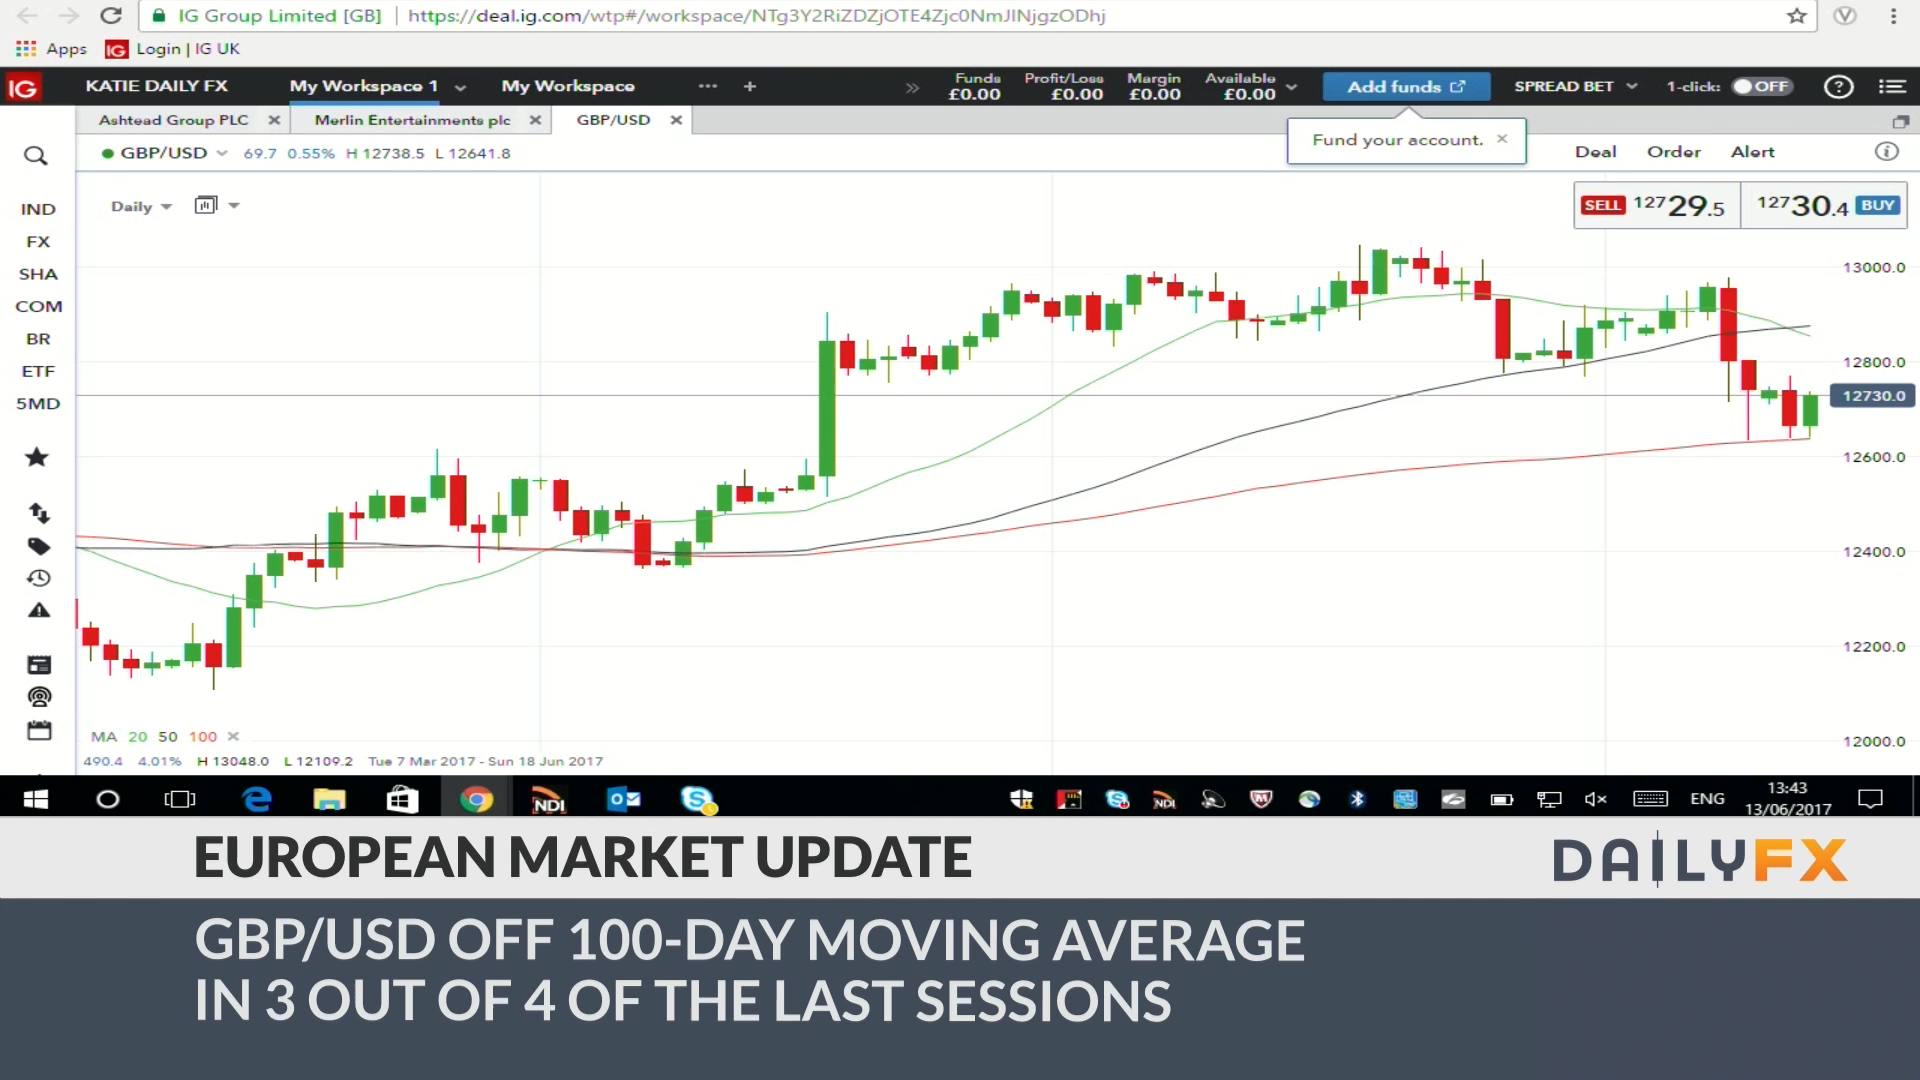 IG Group Limited [GB] | https://deal.ig.com/wtp#/workspace/NTg3Y2RiZDZjOTE4Zjc0NmJlNjgzODhj
Apps IG Login | IG UK
IG KATIE DAILY FX My Workspace 1 My Workspace ... + » Funds £0.00 Profit/Loss £0.00 Margin £0.00 Available £0.00 Add funds SPREAD BET 1-click: OFF ?
Ashtead Group PLC × Merlin Entertainments plc × GBP/USD ×
Fund your account. ×
GBP/USD 69.7 0.55% H 12738.5 L 12641.8 Deal Order Alert
Daily
SELL 12729.5 12730.4 BUY
IND
FX
SHA
COM
BR
ETF
5MD
13000.0
12800.0
12730.0
12600.0
12400.0
12200.0
12000.0
MA 20 50 100 ×
490.4 4.01% H 13048.0 L 12109.2 Tue 7 Mar 2017 - Sun 18 Jun 2017
NDI NDI ENG 13:43
13/06/2017
EUROPEAN MARKET UPDATE
DAILYFX
GBP/USD OFF 100-DAY MOVING AVERAGE
IN 3 OUT OF 4 OF THE LAST SESSIONS